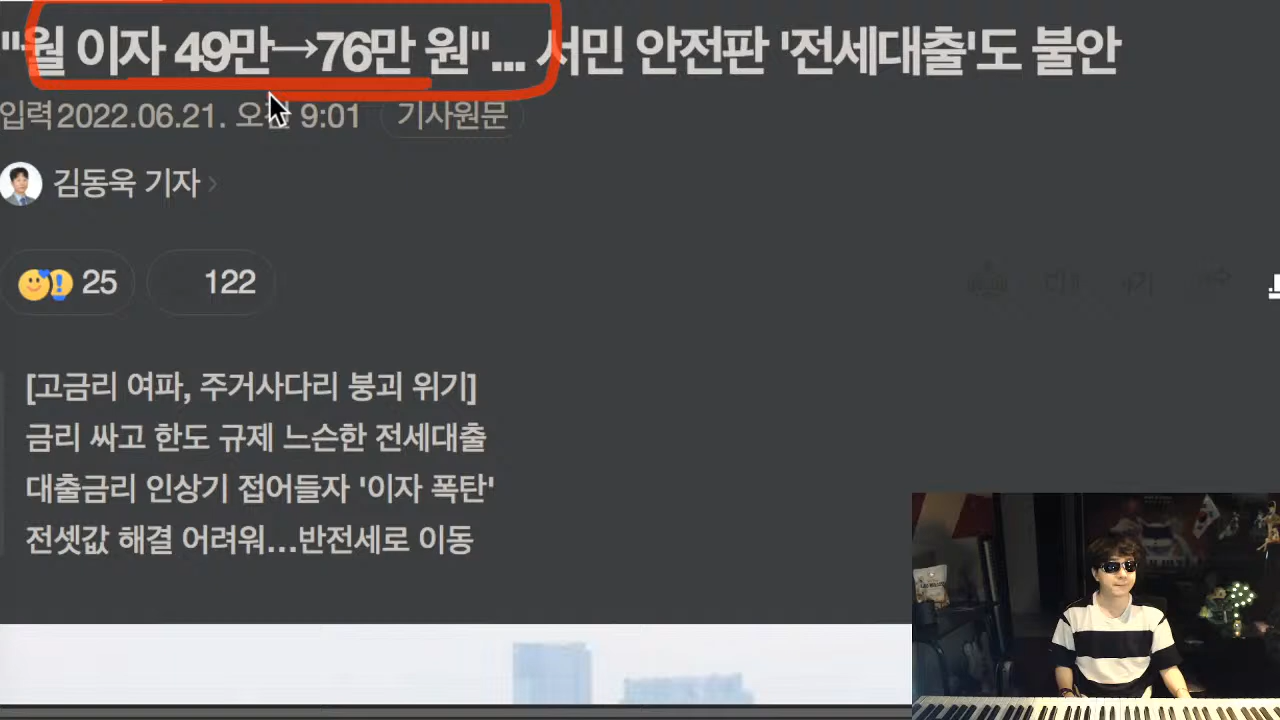 "월 이자 49만→76만 원"... 서민 안전판 '전세대출'도 불안
입력 2022.06.21. 오전 9:01 기사원문
김동욱 기자
25 122
[고금리 여파, 주거사다리 붕괴 위기]
금리 싸고 한도 규제 느슨한 전세대출
대출금리 인상기 접어들자 '이자 폭탄'
전셋값 해결 어려워...반전세로 이동